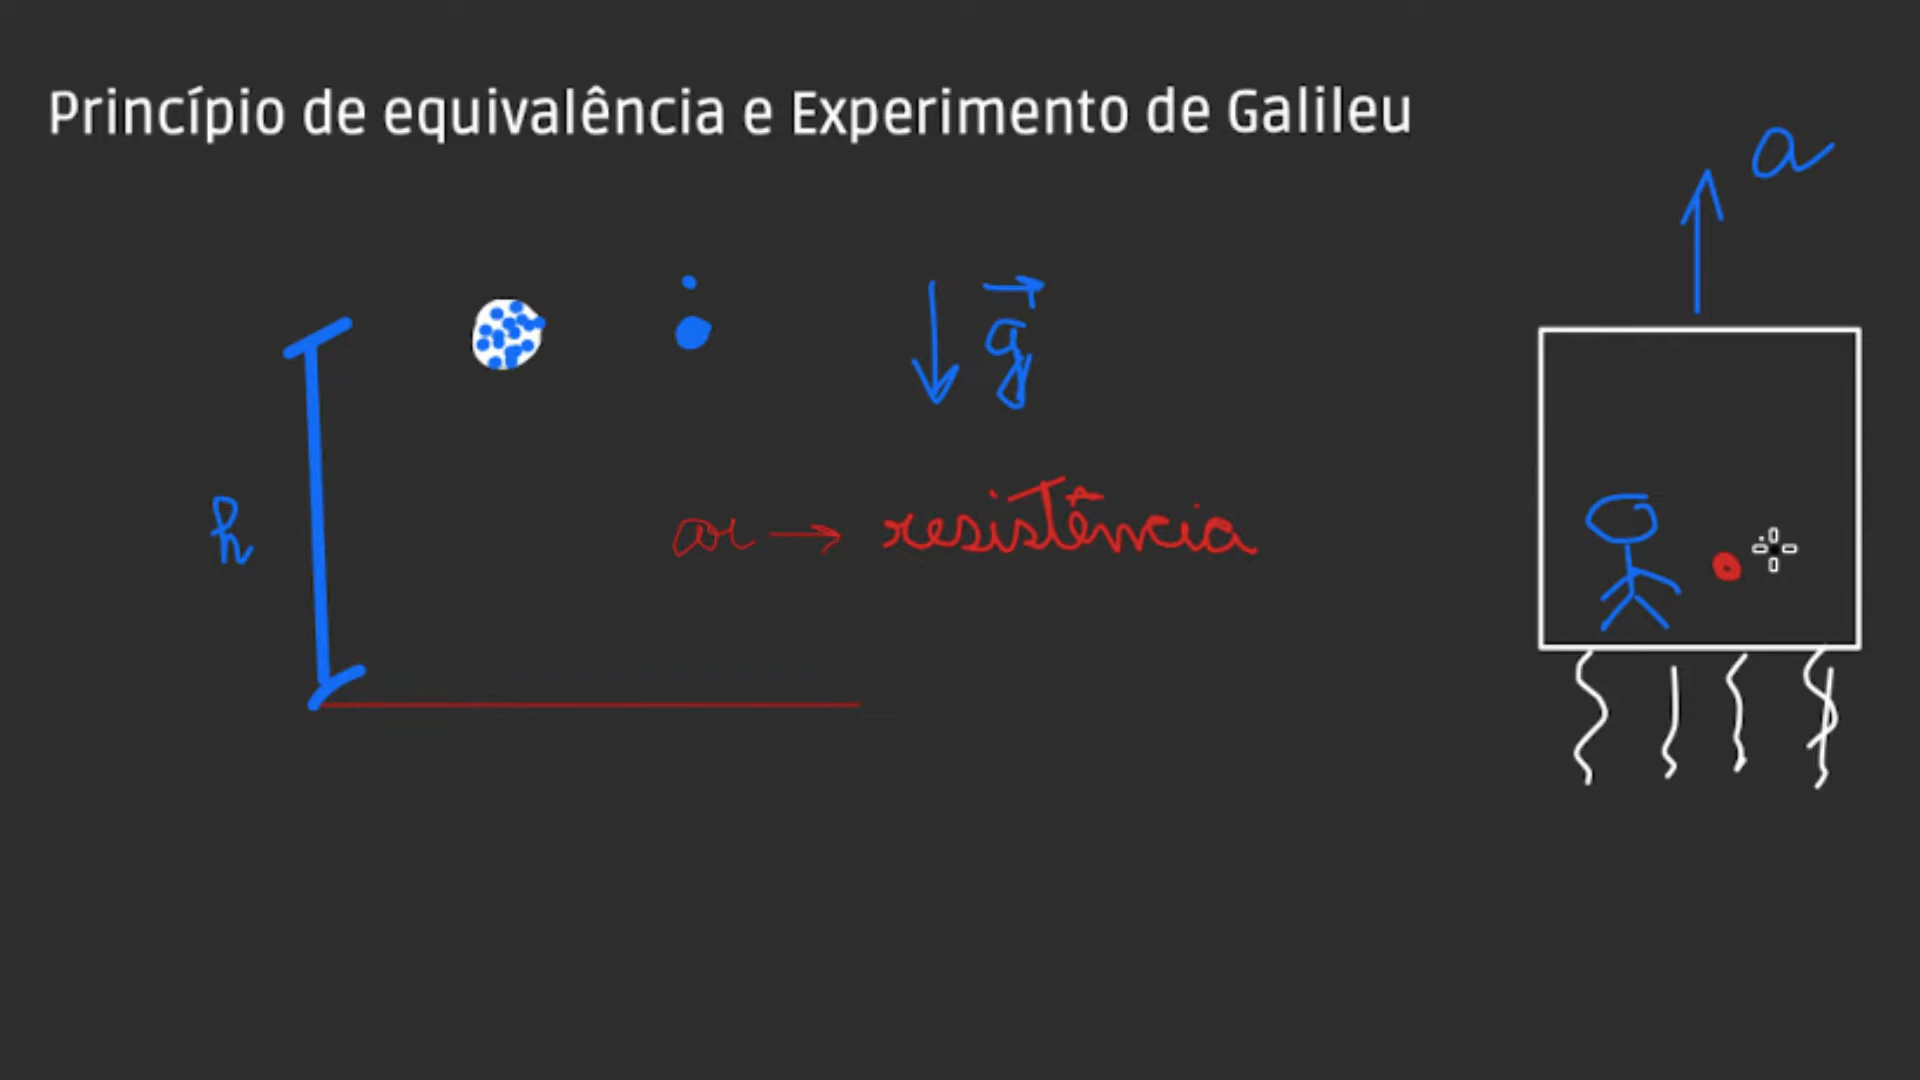 Princípio de equivalência e Experimento de Galileu
a
g
h
ar → resistência